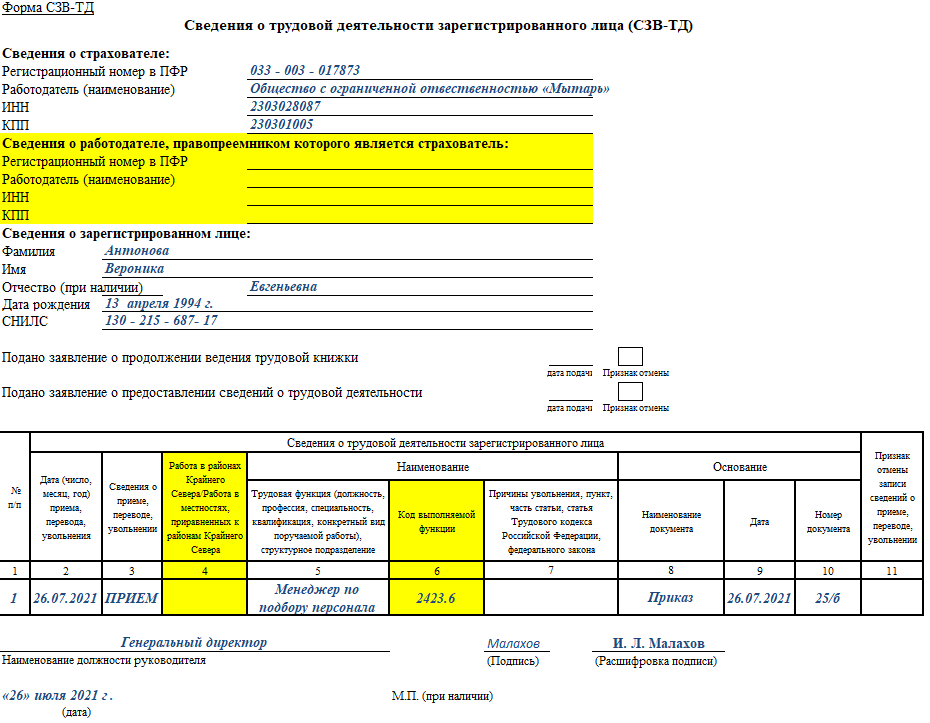 Форма СЗВ-ТД
Сведения о трудовой деятельности зарегистрированного лица (СЗВ-ТД)
Сведения о страхователе:
Регистрационный номер в ПФР 033 - 003 - 017873
Работодатель (наименование) Общество с ограниченной отвественностью «Мытарь»
ИНН 2303028087
КПП 230301005
Сведения о работодателе, правопреемником которого является страхователь:
Регистрационный номер в ПФР
Работодатель (наименование)
ИНН
КПП
Сведения о зарегистрированном лице:
Фамилия Антонова
Имя Вероника
Отчество (при наличии) Евгеньевна
Дата рождения 13 апреля 1994 г.
СНИЛС 130 - 215 - 687- 17
Подано заявление о продолжении ведения трудовой книжки
дата подачи Признак отмены
Подано заявление о предоставлении сведений о трудовой деятельности
дата подачи Признак отмены
Сведения о трудовой деятельности зарегистрированного лица
№
п/п
Дата (число,
месяц, год)
приема,
перевода,
увольнения
Сведения о
приеме,
переводе,
увольнении
Работа в районах
Крайнего
Севера/Работа в
местностях,
приравненных к
районам Крайнего
Севера
Наименование
Трудовая функция (должность,
профессия, специальность,
квалификация, конкретный вид
поручаемой работы),
структурное подразделение
Код выполняемой
функции
Причины увольнения, пункт,
часть статьи, статья
Трудового кодекса
Российской Федерации,
федерального закона
Основание
Наименование
документа
Дата
Номер
документа
Признак
отмены
записи
сведений о
приеме,
переводе,
увольнении
1 2 3 4 5 6 7 8 9 10 11
1 26.07.2021 ПРИЕМ Менеджер по
подбору персонала
2423.6 Приказ 26.07.2021 25/б
Генеральный директор Малахов И. Л. Малахов
Наименование должности руководителя (Подпись) (Расшифровка подписи)
«26» июля 2021 г . М.П. (при наличии)
(дата)